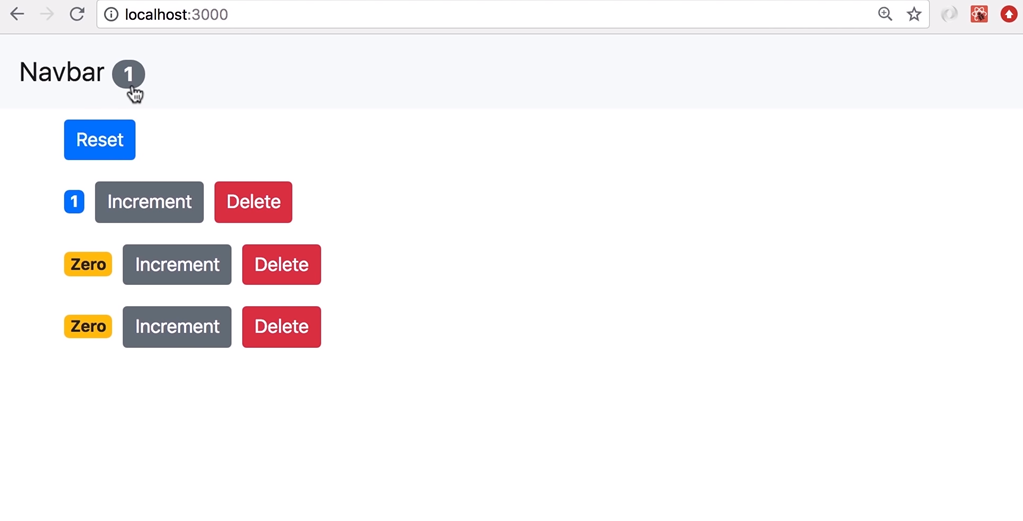 localhost:3000
Navbar 1
Reset
1 Increment Delete
Zero Increment Delete
Zero Increment Delete